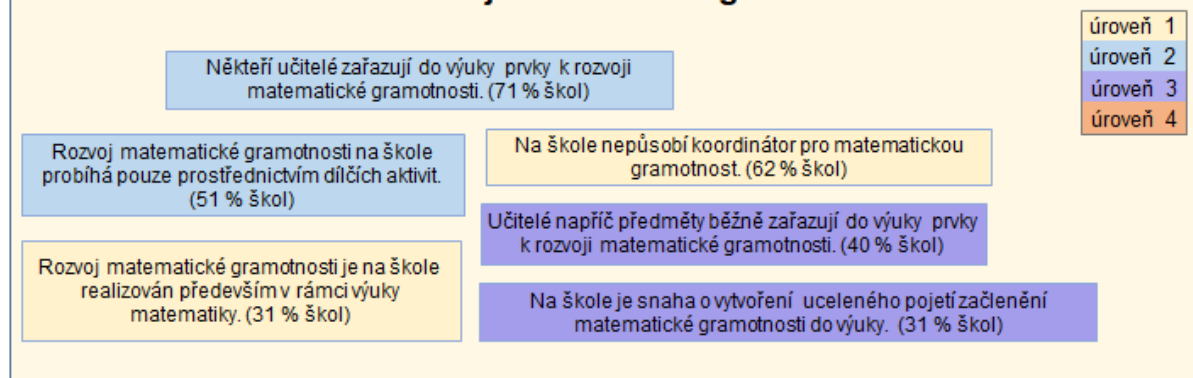 úroveň 1
úroveň 2
úroveň 3
úroveň 4
Někteří učitelé zařazují do výuky prvky k rozvoji
matematické gramotnosti. (71 % škol)
Rozvoj matematické gramotnosti na škole
probíhá pouze prostřednictvím dílčích aktivit.
(51 % škol)
Na škole nepůsobí koordinátor pro matematickou
gramotnost. (62 % škol)
Učitelé napříč předměty běžně zařazují do výuky prvky
k rozvoji matematické gramotnosti. (40 % škol)
Rozvoj matematické gramotnosti je na škole
realizován především v rámci výuky
matematiky. (31 % škol)
Na škole je snaha o vytvoření uceleného pojetí začlenění
matematické gramotnosti do výuky. (31 % škol)